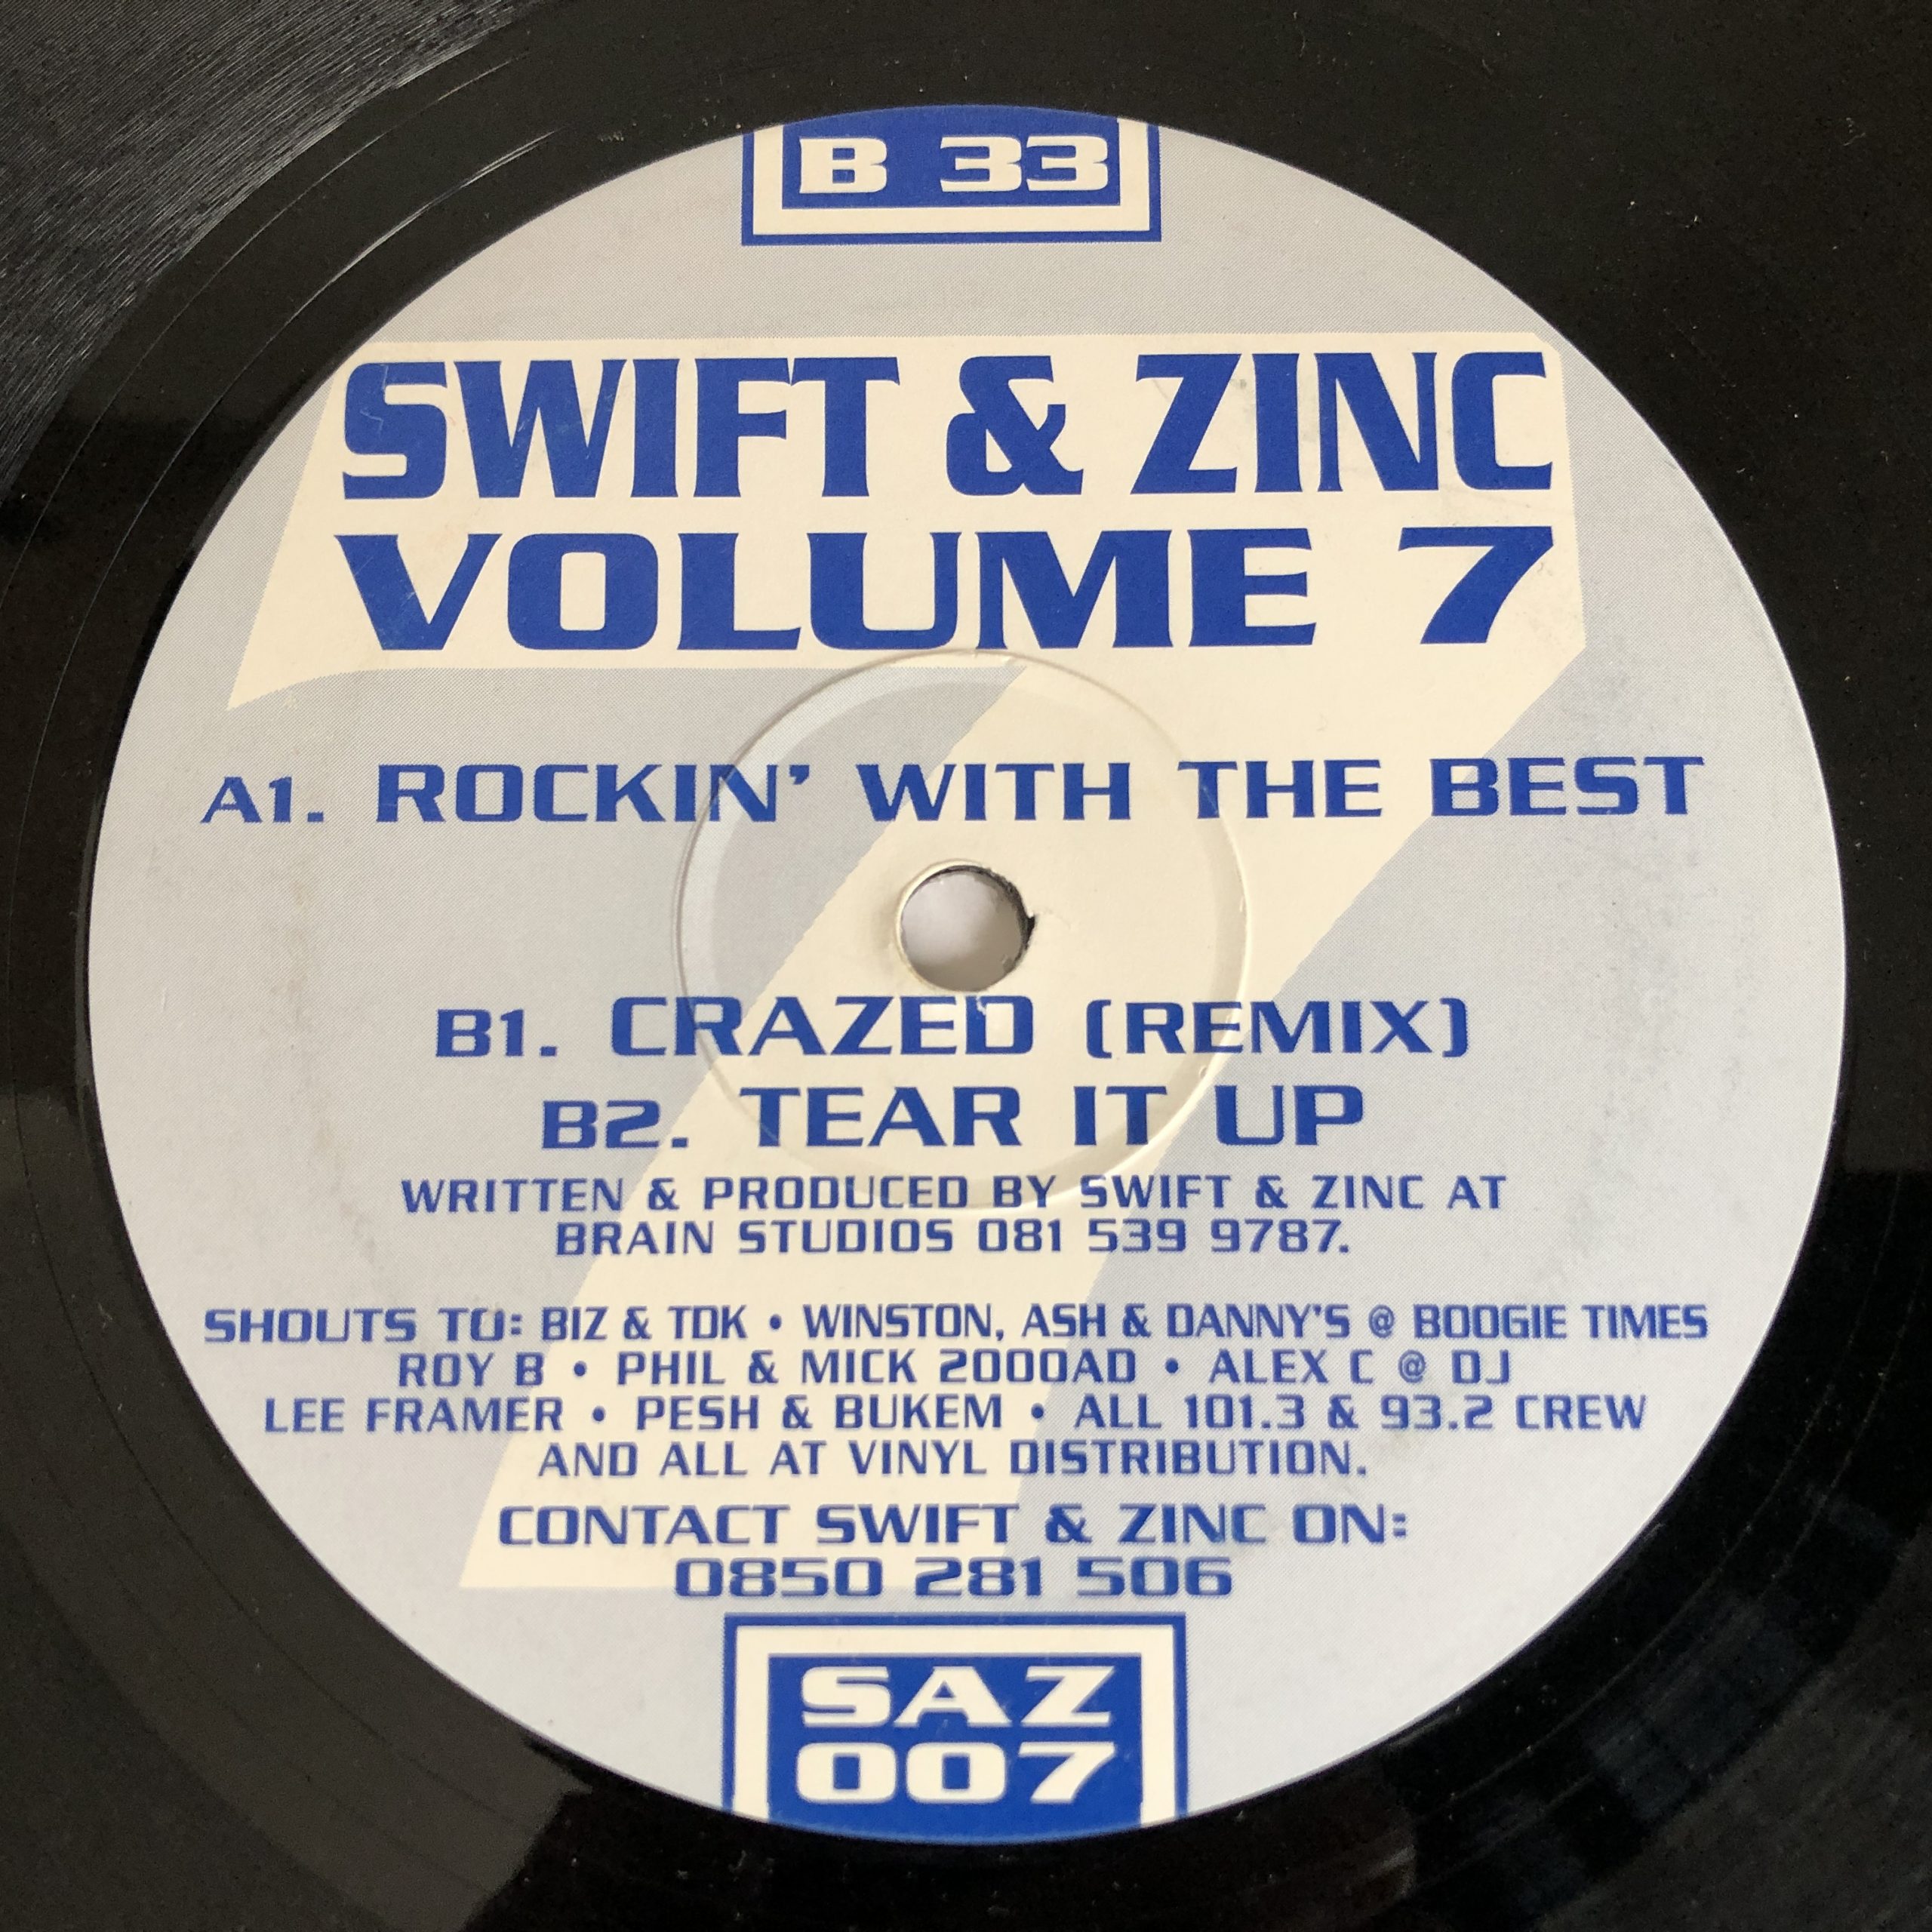 B 33
SWIFT & ZINC
VOLUME 7
A1. ROCKIN' WITH THE BEST
B1. CRAZED (REMIX)
B2. TEAR IT UP
WRITTEN & PRODUCED BY SWIFT & ZINC AT
BRAIN STUDIOS 081 539 9787.
SHOUTS TO: BIZ & TDK • WINSTON, ASH & DANNY'S @ BOOGIE TIMES
ROY B • PHIL & MICK 2000AD • ALEX C @ DJ
LEE FRAMER • PESH & BUKEM • ALL 101.3 & 93.2 CREW
AND ALL AT VINYL DISTRIBUTION.
CONTACT SWIFT & ZINC ON:
0850 281 506
SAZ
007